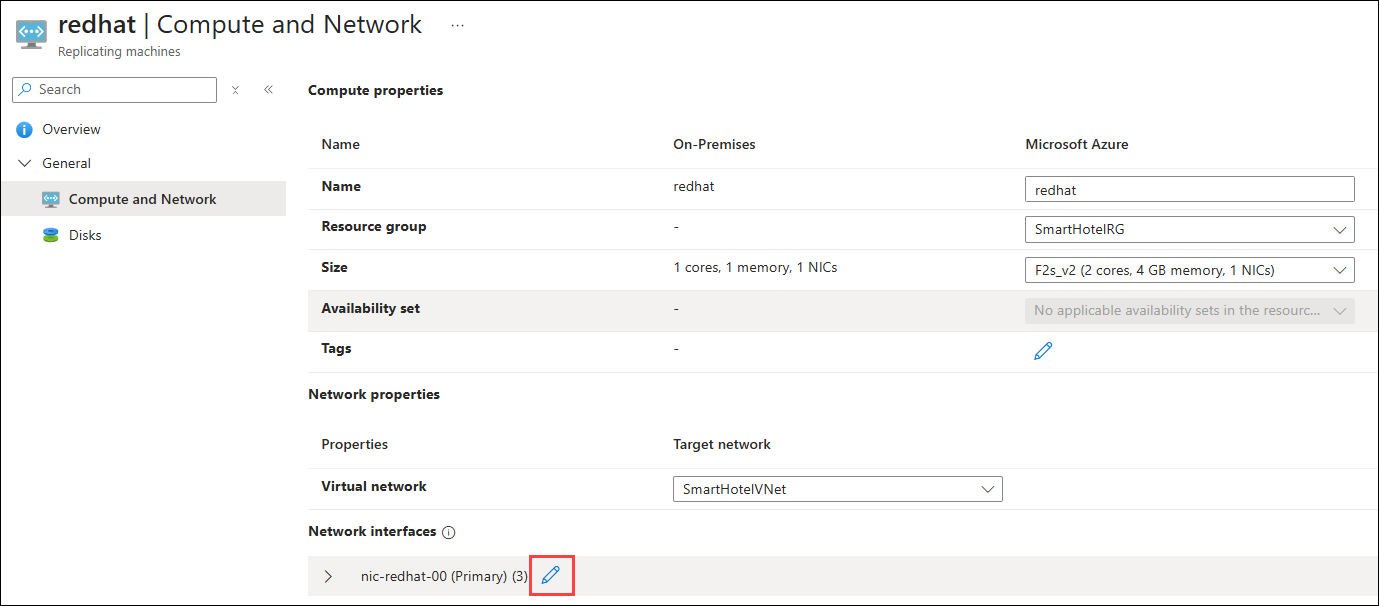 redhat | Compute and Network ...
Replicating machines
Search
Overview
General
Compute and Network
Disks
Compute properties
Name On-Premises Microsoft Azure
Name redhat redhat
Resource group - SmartHotelRG
Size 1 cores, 1 memory, 1 NICs F2s_v2 (2 cores, 4 GB memory, 1 NICs)
Availability set - No applicable availability sets in the resourc...
Tags -
Network properties
Properties Target network
Virtual network SmartHotelVNet
Network interfaces
nic-redhat-00 (Primary) (3)